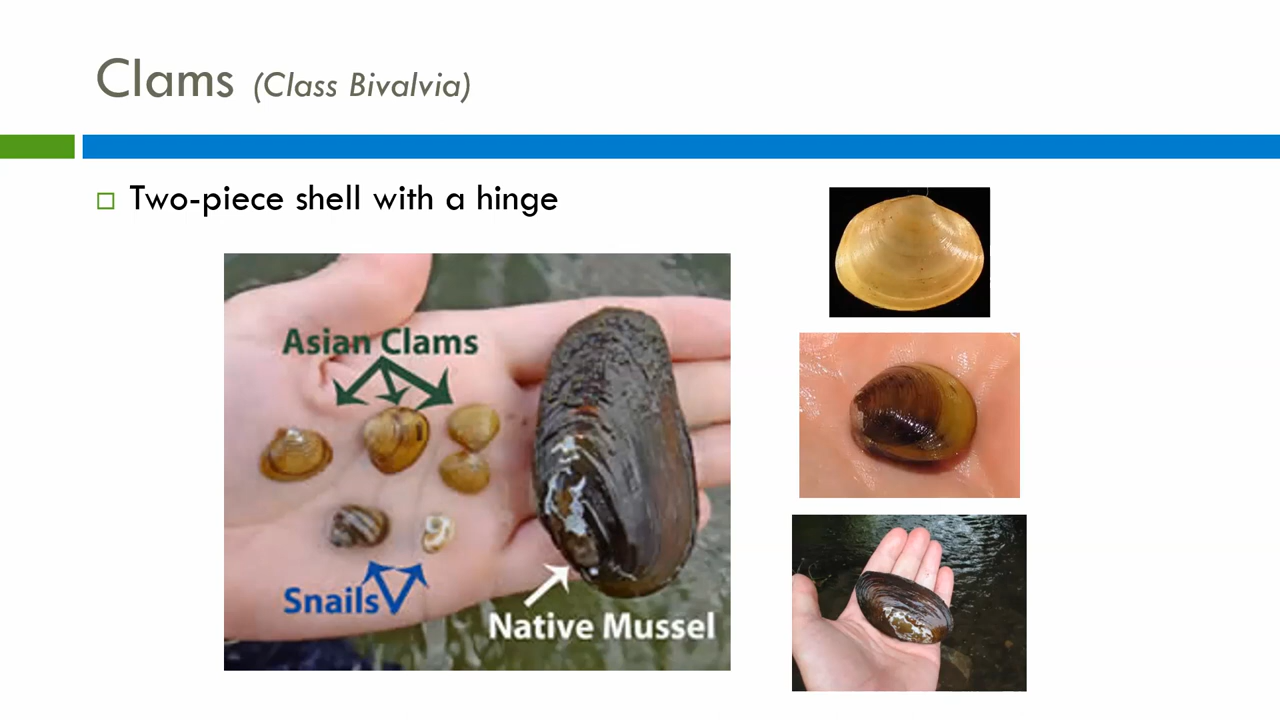 Clams (Class Bivalvia)
Two-piece shell with a hinge
Asian Clams
Snails
Native Mussel